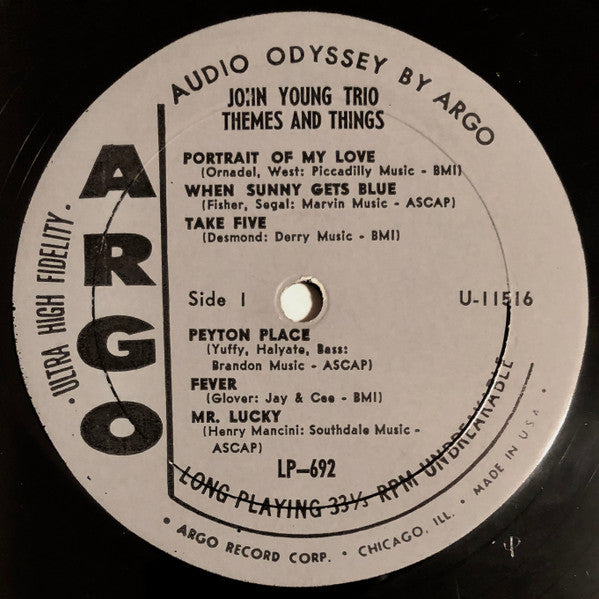 AUDIO ODYSSEY BY ARGO
JOHN YOUNG TRIO
THEMES AND THINGS
PORTRAIT OF MY LOVE
(Ornadel, West: Piccadilly Music - BMI)
WHEN SUNNY GETS BLUE
(Fisher, Segal: Marvin Music - ASCAP)
TAKE FIVE
(Desmond: Derry Music - BMI)
ARGO
· ULTRA HIGH FIDELITY ·
Side 1
U-11516
PEYTON PLACE
(Yuffy, Halyate, Bass:
Brandon Music - ASCAP)
FEVER
(Glover: Jay & Cee - BMI)
MR. LUCKY
(Henry Mancini: Southdale Music -
ASCAP)
LP-692
LONG PLAYING 33⅓ RPM UNBREAKABLE
· ARGO RECORD CORP. · CHICAGO, ILL. · MADE IN U.S.A. ·